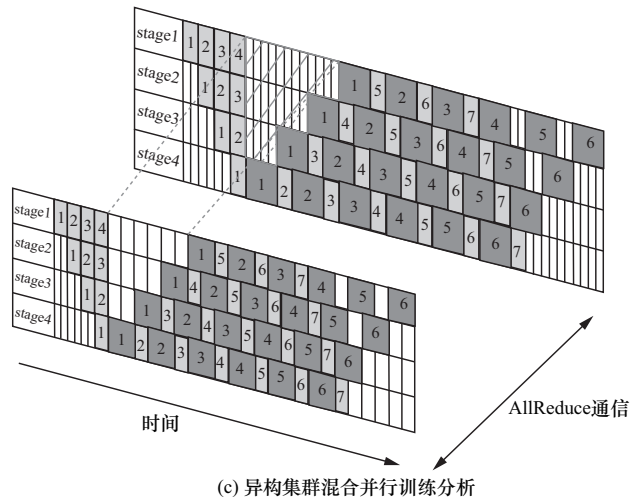 stage1 1 2 3 4 1 5 2 6 3 7 4 5 6
stage2 1 2 3 1 4 2 5 3 6 4 7 5 6
stage3 1 2 1 3 2 4 3 5 4 6 5 7 6
stage4 1 1 2 2 3 3 4 4 5 5 6 6 7
stage1 1 2 3 4 1 5 2 6 3 7 4 5 6
stage2 1 2 3 1 4 2 5 3 6 4 7 5 6
stage3 1 2 1 3 2 4 3 5 4 6 5 7 6
stage4 1 1 2 2 3 3 4 4 5 5 6 6 7
时间
AllReduce通信
(c) 异构集群混合并行训练分析